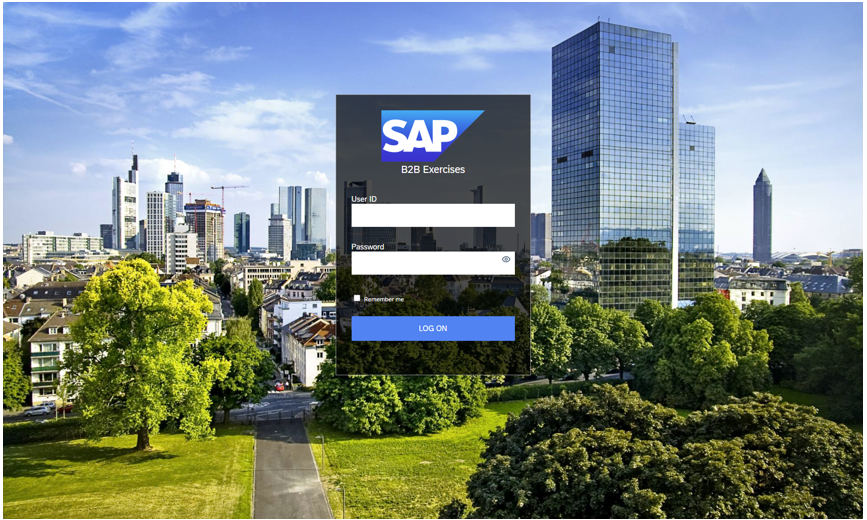 SAP
B2B Exercises
User ID
Password
Remember me
LOG ON